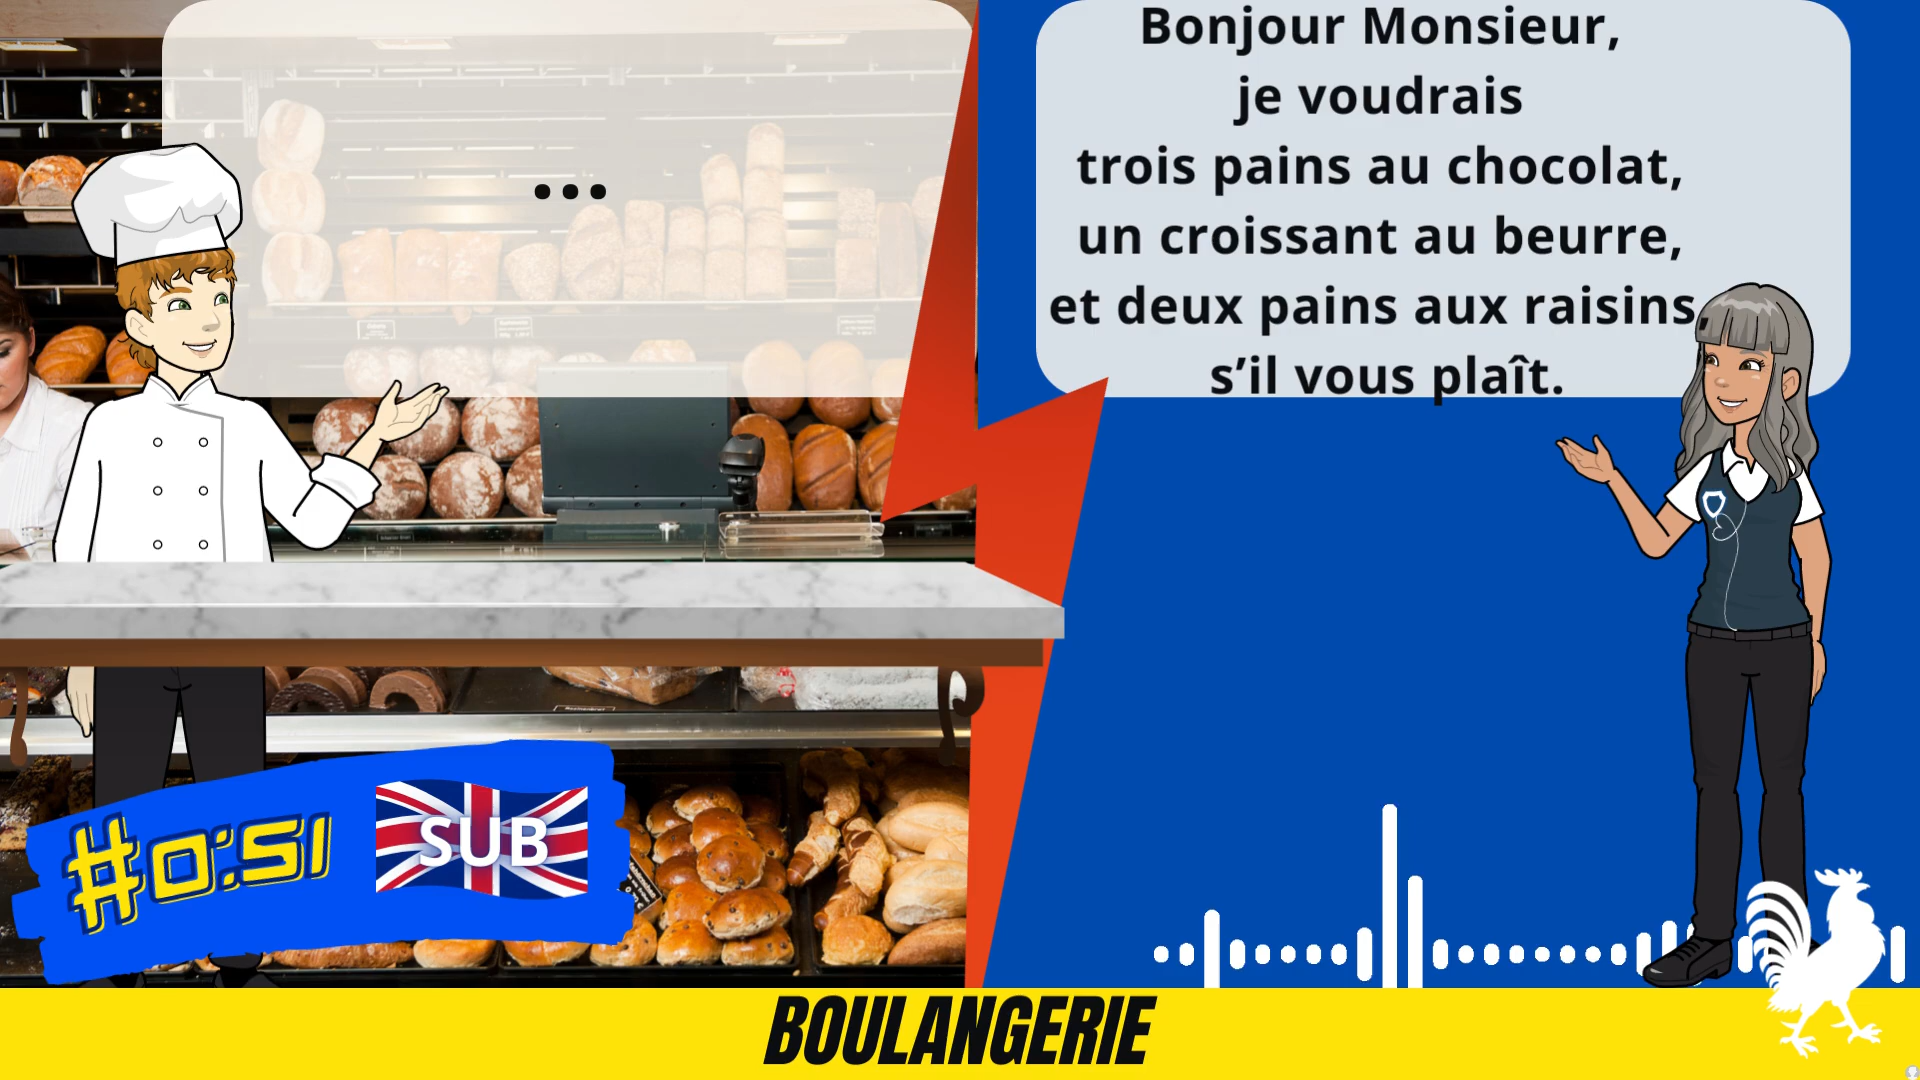 ...
Bonjour Monsieur,
je voudrais
trois pains au chocolat,
un croissant au beurre,
et deux pains aux raisins
s’il vous plaît.
#0:51
SUB
BOULANGERIE